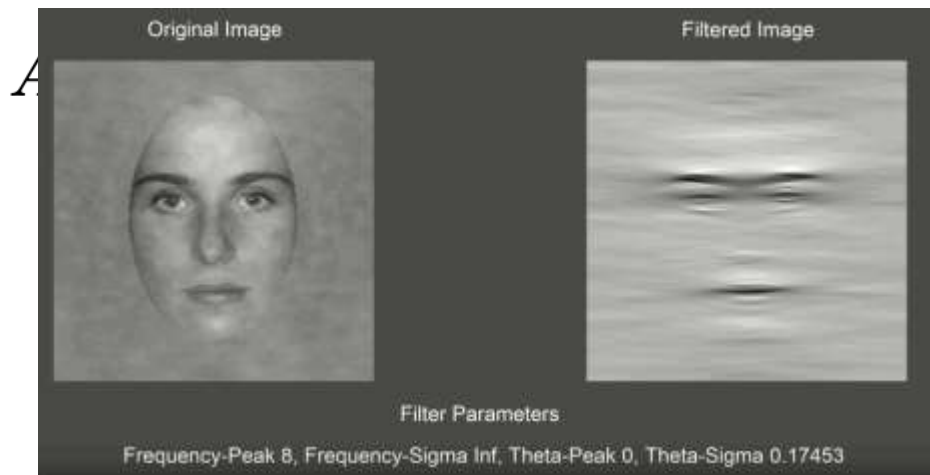 Original Image Filtered Image
A
Filter Parameters
Frequency-Peak 8, Frequency-Sigma Inf, Theta-Peak 0, Theta-Sigma 0.17453